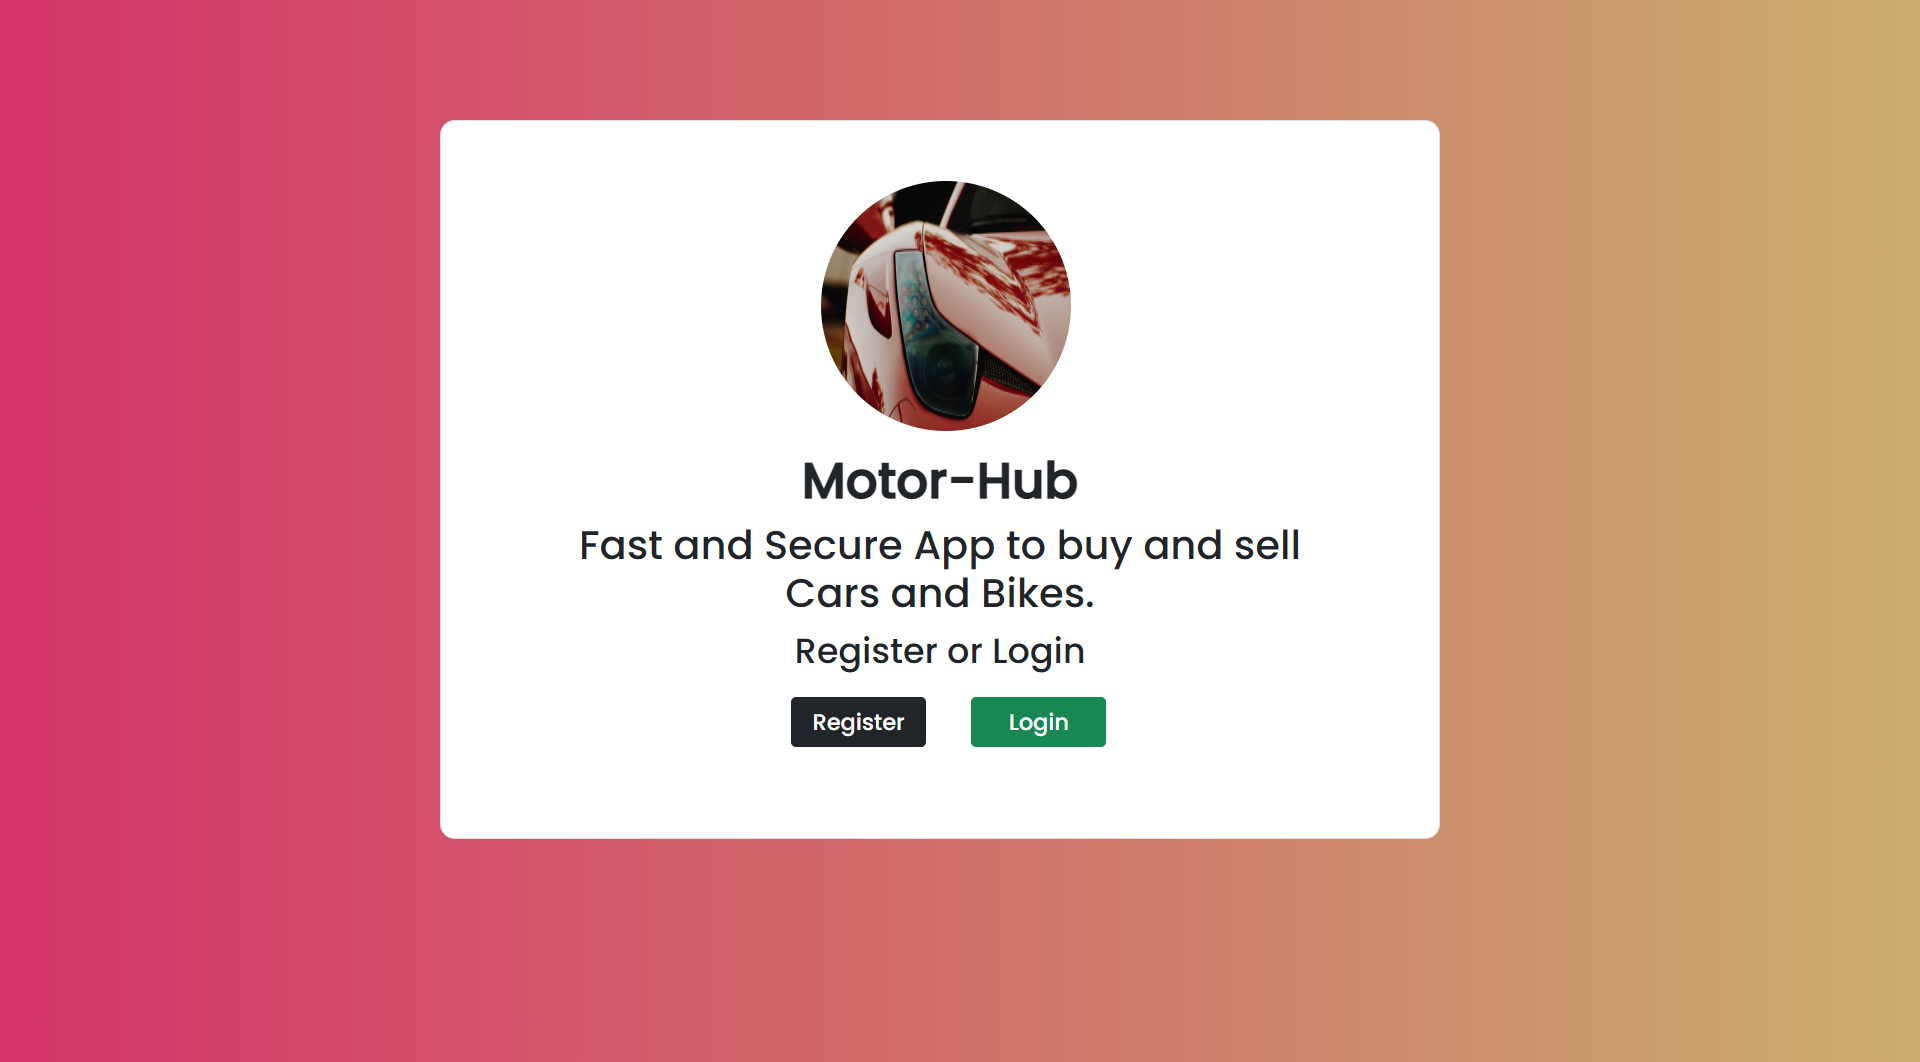 Motor-Hub
Fast and Secure App to buy and sell
Cars and Bikes.
Register or Login
Register
Login